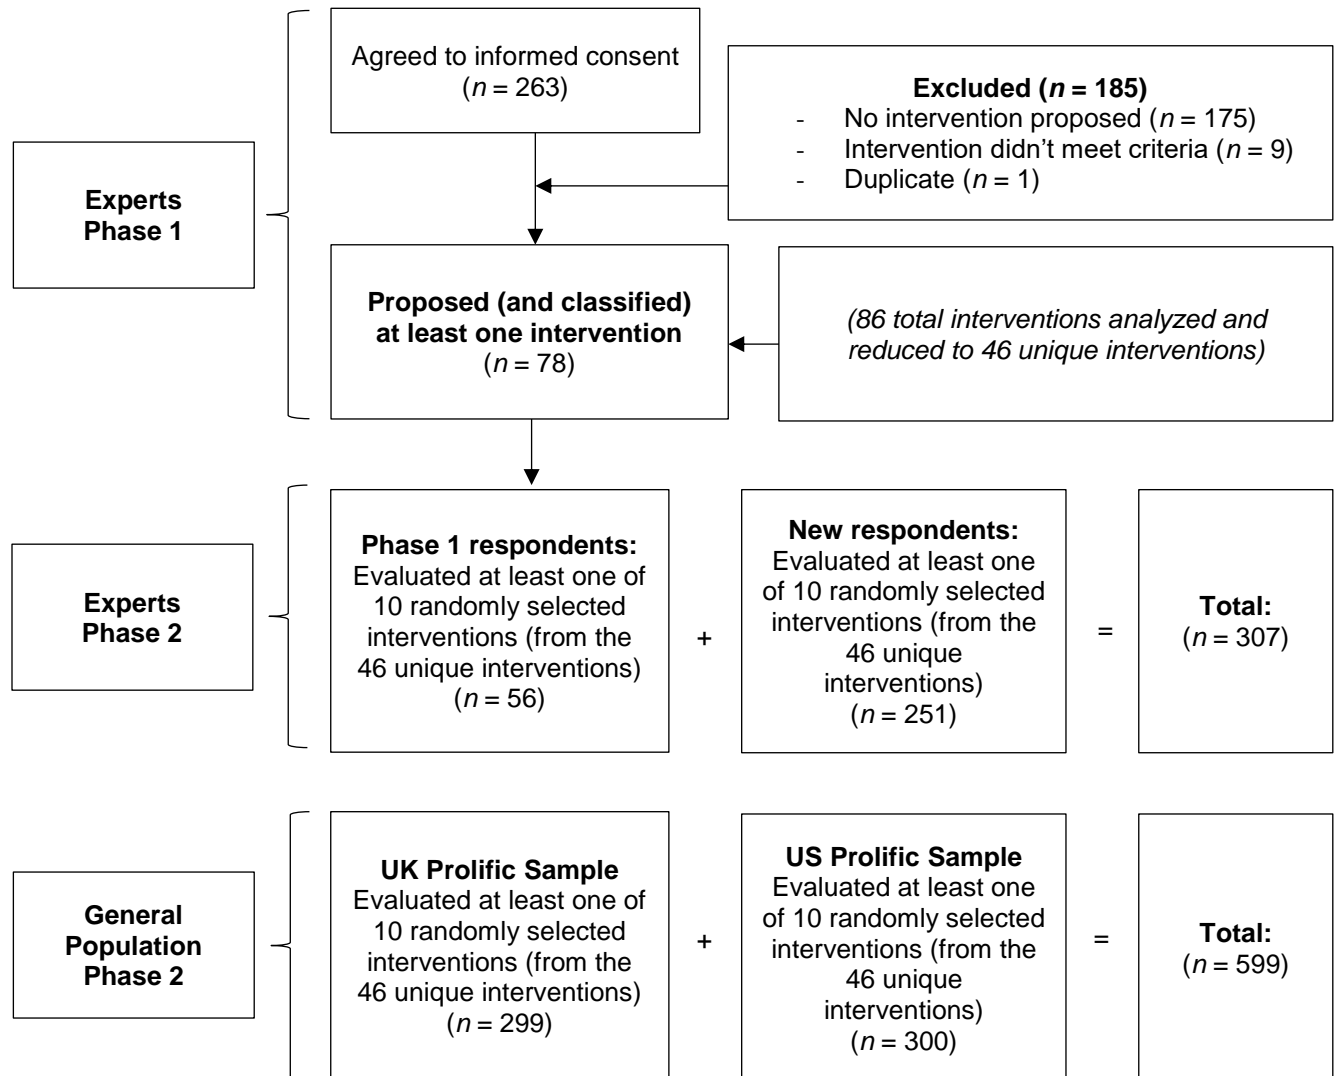 Agreed to informed consent
(n = 263)
Excluded (n = 185)
- No intervention proposed (n = 175)
- Intervention didn't meet criteria (n = 9)
- Duplicate (n = 1)
Experts
Phase 1
Proposed (and classified)
at least one intervention
(n = 78)
(86 total interventions analyzed and
reduced to 46 unique interventions)
Experts
Phase 2
Phase 1 respondents:
Evaluated at least one of
10 randomly selected
interventions (from the
46 unique interventions)
(n = 56)
+
New respondents:
Evaluated at least one
of 10 randomly selected
interventions (from the
46 unique
interventions)
(n = 251)
=
Total:
(n = 307)
General
Population
Phase 2
UK Prolific Sample
Evaluated at least one of
10 randomly selected
interventions (from the
46 unique interventions)
(n = 299)
+
US Prolific Sample
Evaluated at least one
of 10 randomly selected
interventions (from the
46 unique
interventions)
(n = 300)
=
Total:
(n = 599)